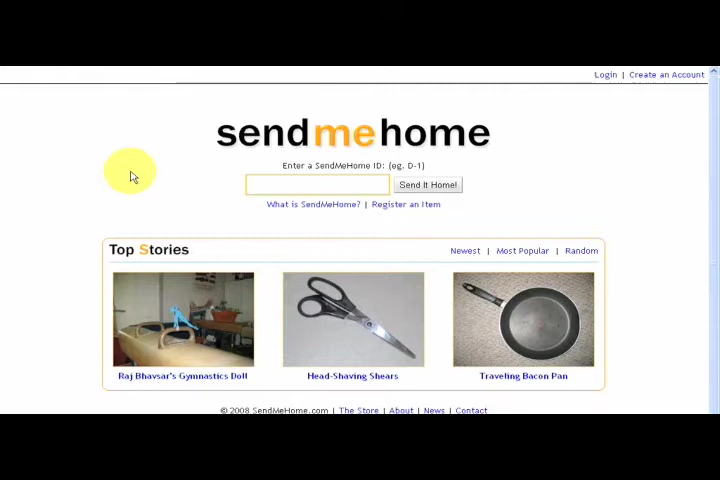 Login | Create an Account
sendmehome
Enter a SendMeHome ID: (eg. D-1)
Send It Home!
What is SendMeHome? | Register an Item
Top Stories
Newest | Most Popular | Random
Raj Bhavsar's Gymnastics Doll
Head-Shaving Shears
Traveling Bacon Pan
© 2008 SendMeHome.com | The Store | About | News | Contact